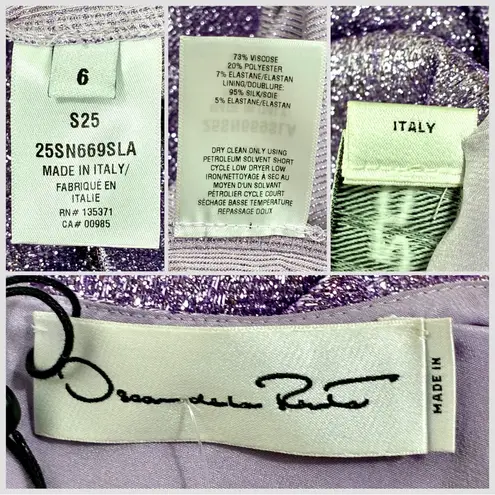 6
S25
25SN669SLA
MADE IN ITALY/
FABRIQUÉ EN
ITALIE
RN# 135371
CA# 00985
73% VISCOSE
20% POLYESTER
7% ELASTANE/ELASTAN
LINING/DOUBLURE:
95% SILK/SOIE
5% ELASTANE/ELASTAN
25SN669SLA
DRY CLEAN ONLY USING
PETROLEUM SOLVENT SHORT
CYCLE LOW DRYER LOW
IRON/NETTOYAGE A SEC AU
MOYEN D'UN SOLVANT
PÉTROLIER CYCLE COURT
SÉCHAGE BASSE TEMPERATURE
REPASSAGE DOUX
ITALY
Oscar de la Renta
MADE IN